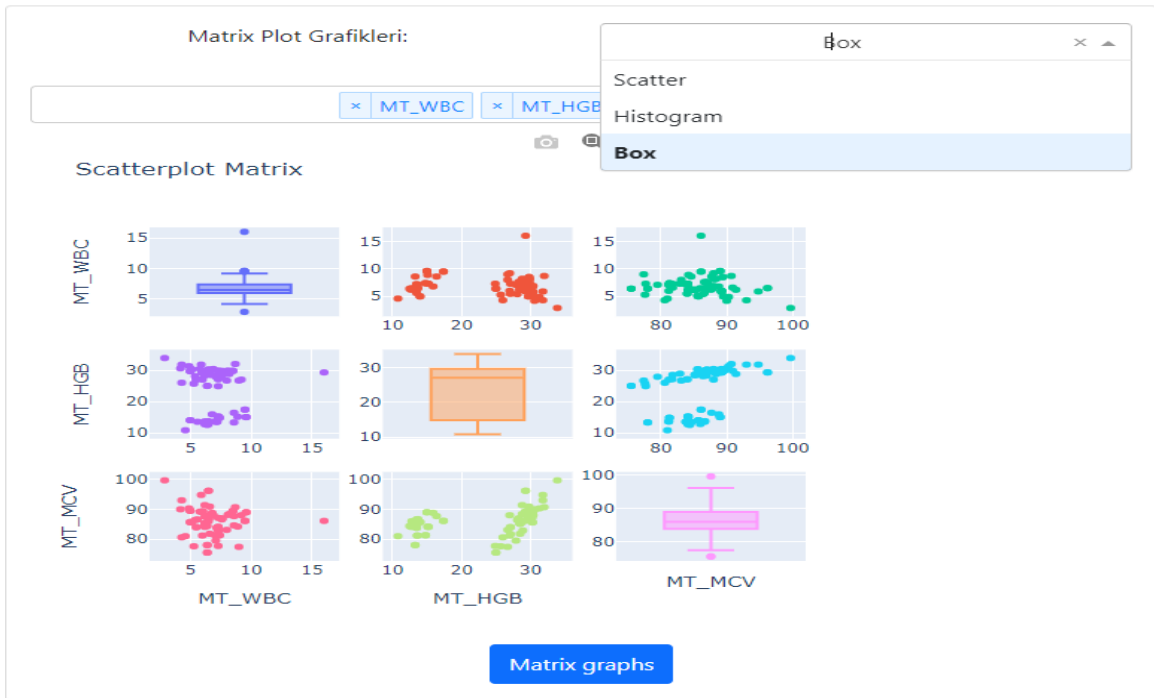 Matrix Plot Grafikleri:
Box
×
Scatter
Histogram
Box
× MT_WBC × MT_HGB
Scatterplot Matrix
MT_WBC
15
10
5
15
10
5
10 20 30
15
10
5
80 90 100
MT_HGB
30
20
10
5 10 15
30
20
10
30
20
10
80 90 100
MT_MCV
100
90
80
5 10 15
MT_WBC
100
90
80
10 20 30
MT_HGB
100
90
80
MT_MCV
Matrix graphs